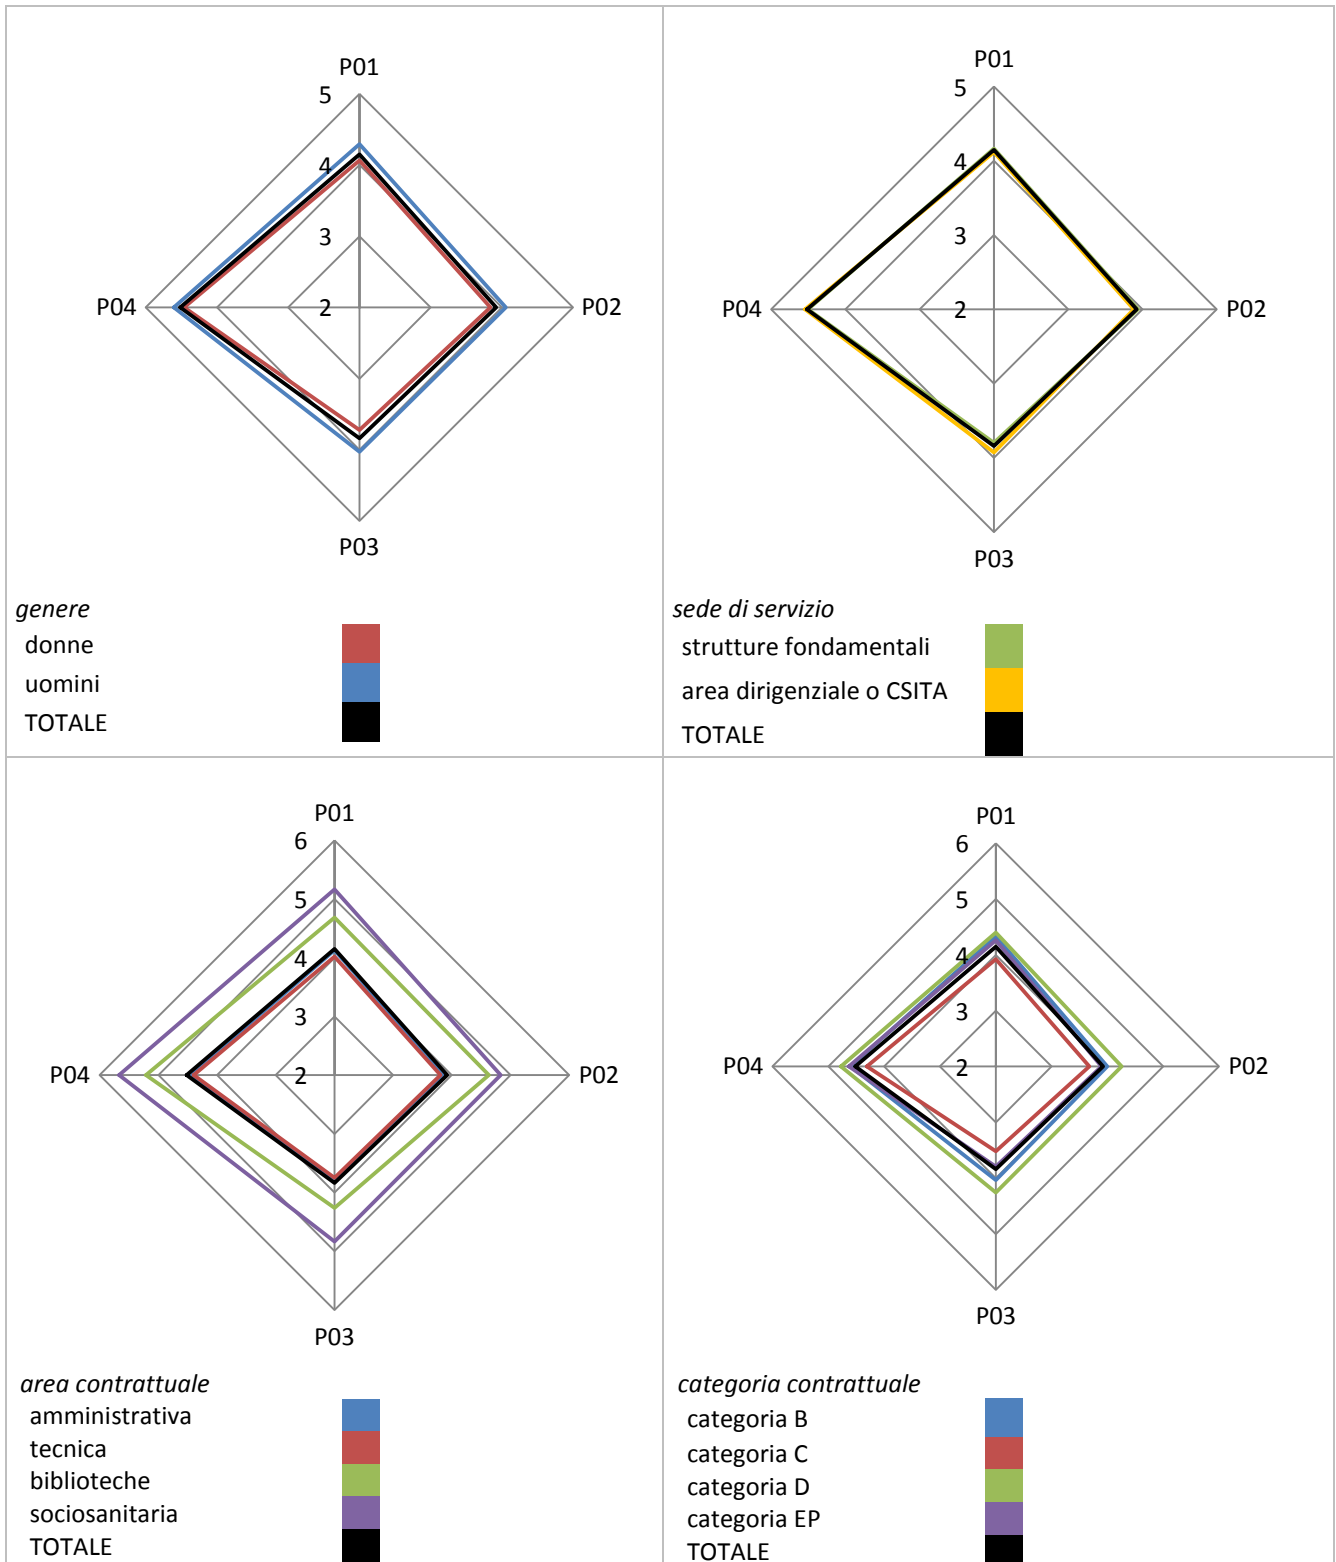 P01
5
4
3
2
P04
P02
P03
genere
donne
uomini
TOTALE
P01
5
4
3
2
P04
P02
P03
sede di servizio
strutture fondamentali
area dirigenziale o CSITA
TOTALE
P01
6
5
4
3
2
P04
P02
P03
area contrattuale
amministrativa
tecnica
biblioteche
sociosanitaria
TOTALE
P01
6
5
4
3
2
P04
P02
P03
categoria contrattuale
categoria B
categoria C
categoria D
categoria EP
TOTALE